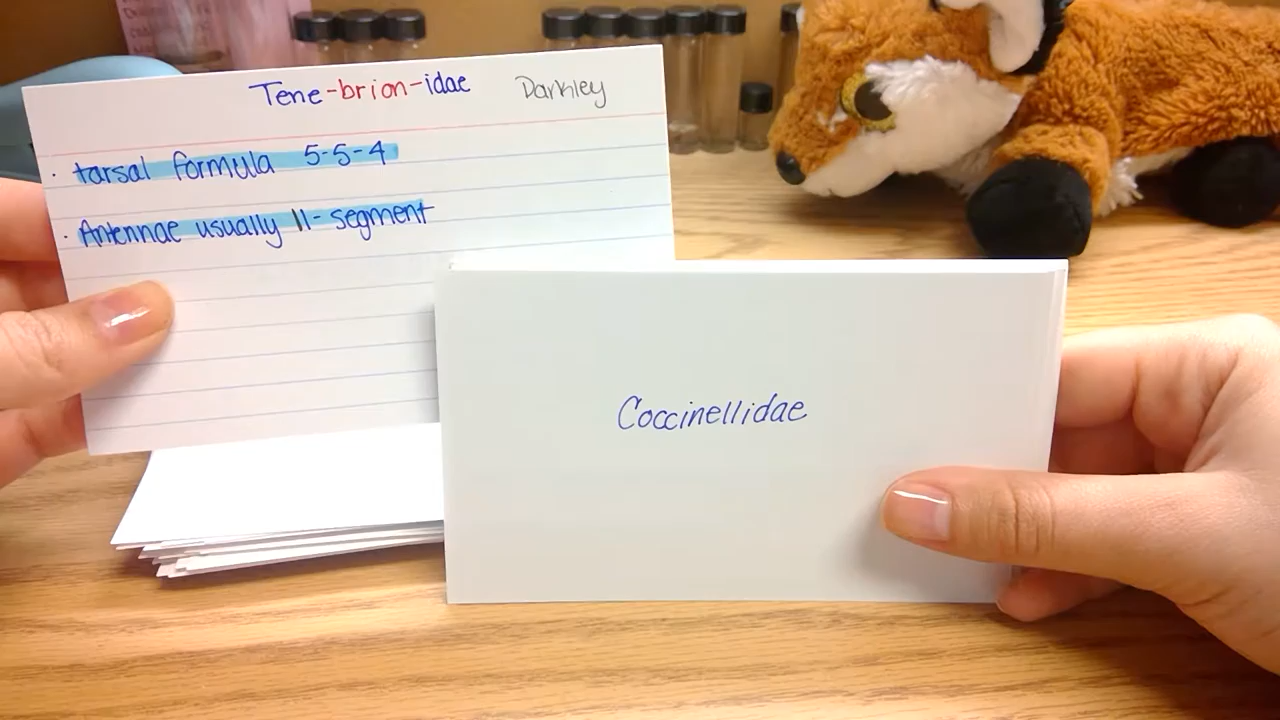 Tene-brion-idae Darkley
· tarsal formula 5-5-4
· Antennae usually 11-segment
Coccinellidae